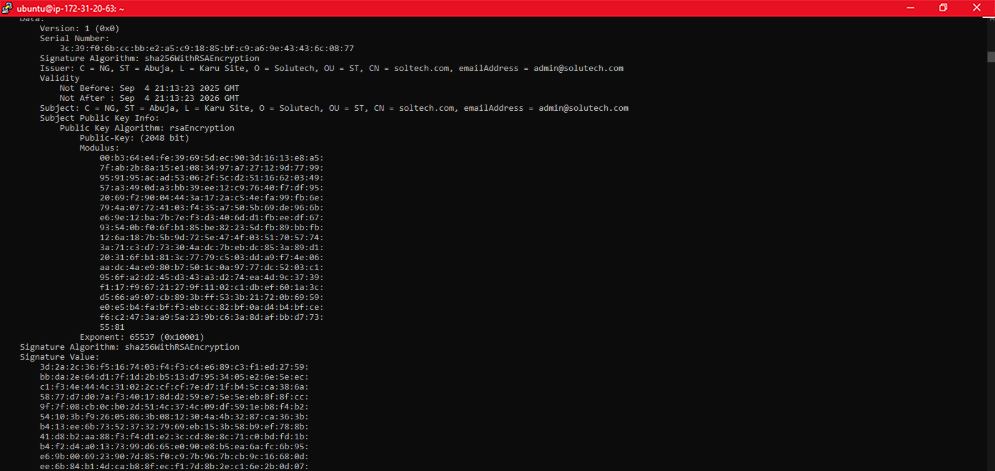 ubuntu@ip-172-31-20-63: ~
Data:
Version: 1 (0x0)
Serial Number:
3c:39:f0:6b:cc:bb:e2:a5:c9:18:85:bf:c9:a6:9e:43:43:6c:08:77
Signature Algorithm: sha256WithRSAEncryption
Issuer: C = NG, ST = Abuja, L = Karu Site, O = Solutech, OU = ST, CN = soltech.com, emailAddress = admin@solutech.com
Validity
Not Before: Sep  4 21:13:23 2025 GMT
Not After : Sep  4 21:13:23 2026 GMT
Subject: C = NG, ST = Abuja, L = Karu Site, O = Solutech, OU = ST, CN = soltech.com, emailAddress = admin@solutech.com
Subject Public Key Info:
Public Key Algorithm: rsaEncryption
Public-Key: (2048 bit)
Modulus:
00:b3:64:e4:fe:39:69:5d:ec:90:3d:16:13:e8:a5:
7f:ab:2b:8a:15:e1:08:34:97:a7:27:12:9d:77:99:
95:91:95:ac:ad:53:06:2f:5c:d2:51:16:62:03:49:
57:a3:49:0d:a3:bb:39:ee:12:c9:76:40:f7:df:95:
20:69:f2:90:04:44:3a:17:2a:c5:4e:fa:99:fb:6e:
79:4a:07:72:41:03:f4:35:a7:50:5b:69:de:96:6b:
e6:9e:12:ba:7b:7e:f3:d3:40:6d:d1:fb:ee:df:67:
93:54:0b:f0:6f:b1:85:be:82:23:5d:fb:89:bb:fb:
12:6a:18:7b:5b:9d:72:5e:47:4f:03:51:70:57:74:
3a:71:c3:d7:73:30:4a:dc:7b:eb:dc:85:3a:89:d1:
20:31:6f:b1:81:3c:77:79:c5:03:dd:a9:f7:4e:06:
aa:dc:4a:e9:80:b7:50:1c:0a:97:77:dc:52:03:c1:
95:6f:a2:d2:45:d3:43:a3:d2:74:ea:4d:9c:37:39:
f1:17:f9:67:21:27:9f:11:02:c1:db:ef:60:1a:3c:
d5:66:a9:07:cb:89:3b:ff:53:3b:21:72:0b:69:59:
e0:e5:b4:fa:bf:f3:eb:cc:82:bf:0a:d4:b4:bf:ce:
f6:c2:47:3a:a9:5a:23:9b:c6:3a:8d:af:bb:d7:73:
55:81
Exponent: 65537 (0x10001)
Signature Algorithm: sha256WithRSAEncryption
Signature Value:
3d:2a:2c:36:f5:16:74:03:f4:f3:c4:e6:89:c3:f1:ed:27:59:
bb:da:2e:64:d1:7f:1d:2b:b5:13:d7:95:34:05:e2:6e:5e:ec:
c1:f3:4e:44:4c:31:02:2c:cf:cf:7e:d7:1f:b4:5c:ca:38:6a:
58:77:d7:d0:7a:f3:40:17:8d:d2:59:e7:5e:5e:eb:8f:8f:cc:
9f:7f:08:cb:0c:b0:2d:51:4c:37:4c:09:df:59:1e:b8:f4:b2:
54:10:3b:f9:26:05:86:3b:08:12:30:4a:4b:32:87:ca:36:3b:
b4:13:ee:6b:73:52:37:32:79:69:eb:15:3b:58:b9:ef:78:8b:
41:d8:b2:aa:88:f3:f4:d1:e2:3c:cd:8e:8c:71:c0:bd:fd:1b:
b4:f2:d4:a0:13:73:99:d6:65:e0:90:e8:b5:ea:6a:fc:6b:95:
e6:9b:00:69:23:90:7d:85:f0:c9:7b:96:7b:cb:9c:16:68:0d:
ee:6b:84:b1:4d:ca:b8:8f:ec:f1:7d:8b:2e:c1:6e:2b:0d:07: